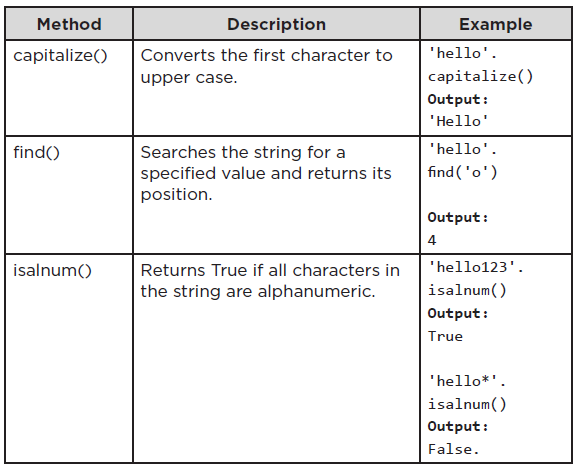 Method Description Example
capitalize() Converts the first character to 'hello'.
upper case. capitalize()
Output:
'Hello'
find() Searches the string for a 'hello'.
specified value and returns its find('o')
position.
Output:
4
isalnum() Returns True if all characters in 'hello123'.
the string are alphanumeric. isalnum()
Output:
True
'hello*'.
isalnum()
Output:
False.